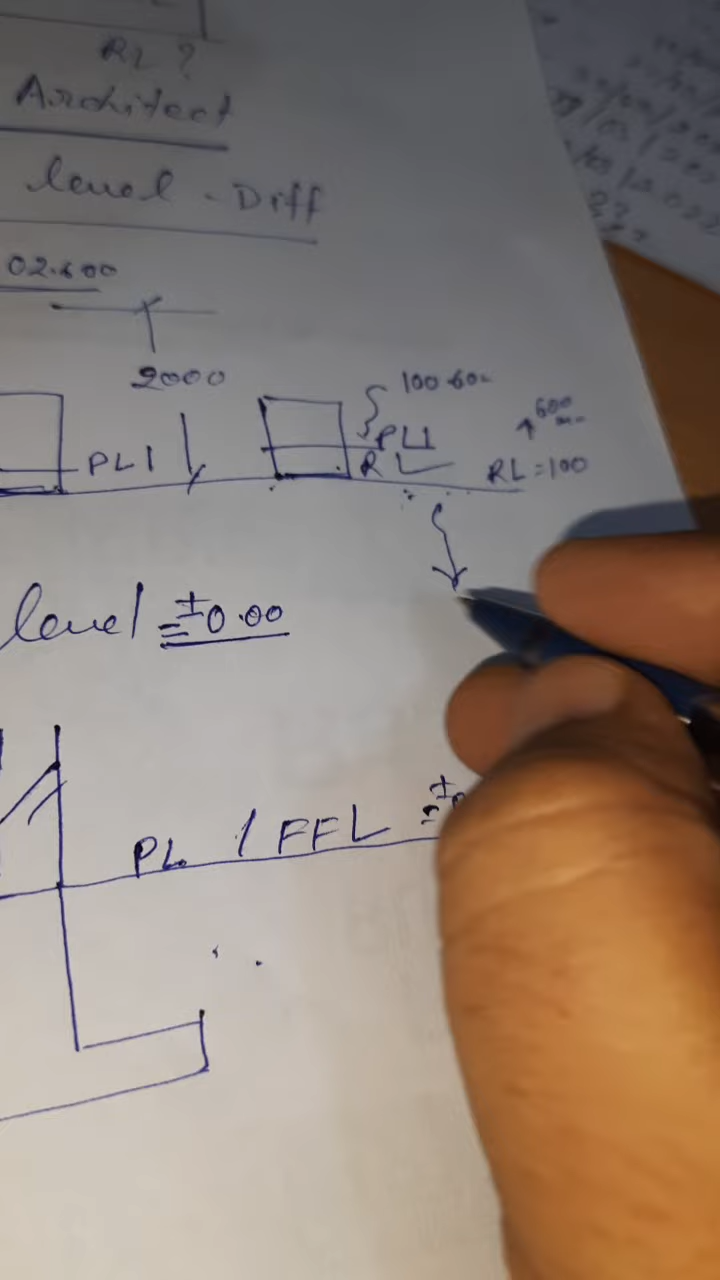 RL ?
Architect
level - Diff
02.600
2000
100.60
600
PL1
PL1
RL
RL = 100
level ±0.00
PL / FFL ±